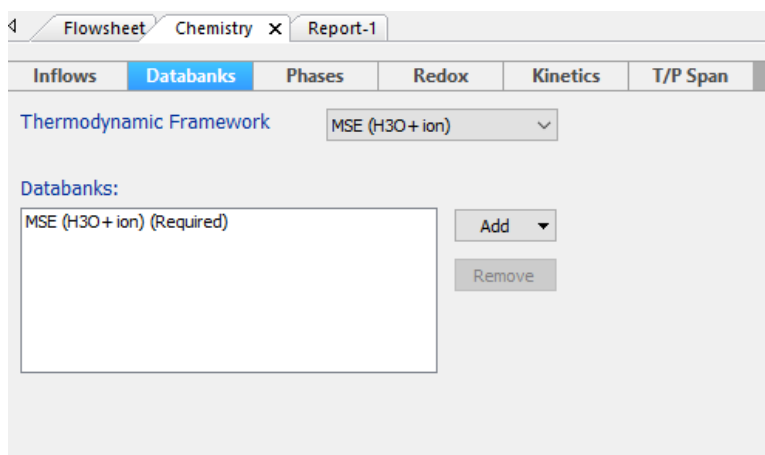 Flowsheet Chemistry × Report-1
Inflows Databanks Phases Redox Kinetics T/P Span
Thermodynamic Framework MSE (H3O+ ion)
Databanks:
MSE (H3O+ ion) (Required)
Add
Remove